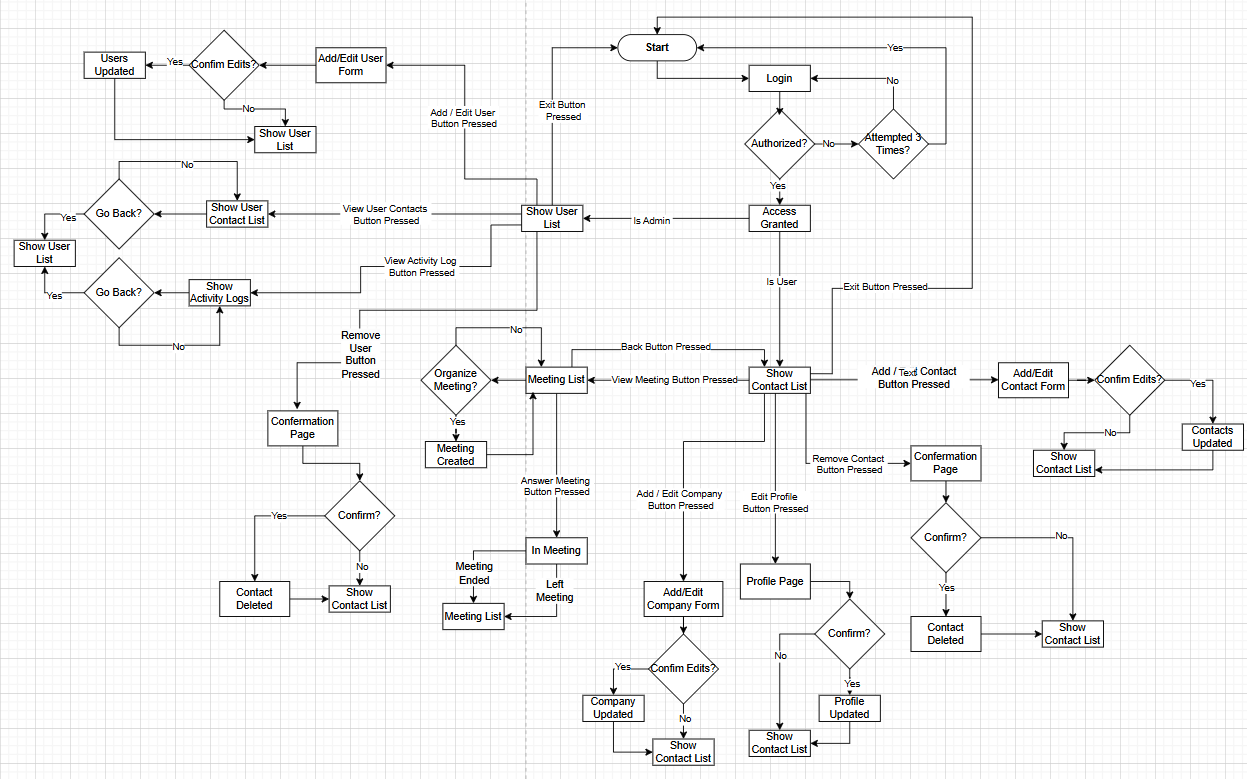 Start
Yes
Users
Updated
Yes
Confim Edits?
Add/Edit User
Form
Login
No
No
Add / Edit User
Button Pressed
Exit Button
Pressed
Show User
List
Authorized?
No
Attempted 3
Times?
No
Yes
Go Back?
Show User
Contact List
View User Contacts
Button Pressed
Show User
List
Is Admin
Access
Granted
Yes
Show User
List
View Activity Log
Button Pressed
Is User
Exit Button Pressed
Go Back?
Show
Activity Logs
Yes
No
Remove
User
Button
Pressed
No
Back Button Pressed
Organize
Meeting?
Meeting List
View Meeting Button Pressed
Show
Contact List
Add / Text Contact
Button Pressed
Add/Edit
Contact Form
Confim Edits?
Yes
Confermation
Page
Yes
No
Contacts
Updated
Meeting
Created
Remove Contact
Button Pressed
Confermation
Page
Show
Contact List
Answer Meeting
Button Pressed
Add / Edit Company
Button Pressed
Edit Profile
Button Pressed
Yes
Confirm?
Confirm?
No
In Meeting
No
Meeting
Ended
Left
Meeting
Profile Page
Yes
Contact
Deleted
Show
Contact List
Add/Edit
Company Form
Meeting List
Confirm?
Contact
Deleted
Show
Contact List
No
Yes
Confim Edits?
Yes
Company
Updated
Profile
Updated
No
Show
Contact List
Show
Contact List